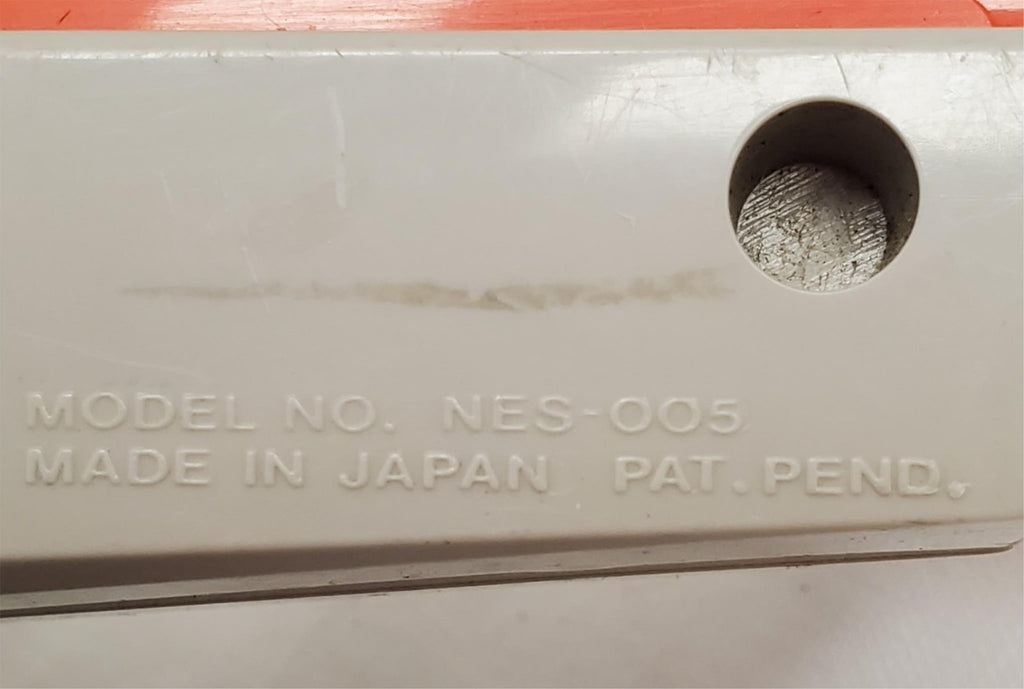 MODEL NO. NES-005
MADE IN JAPAN PAT. PEND.